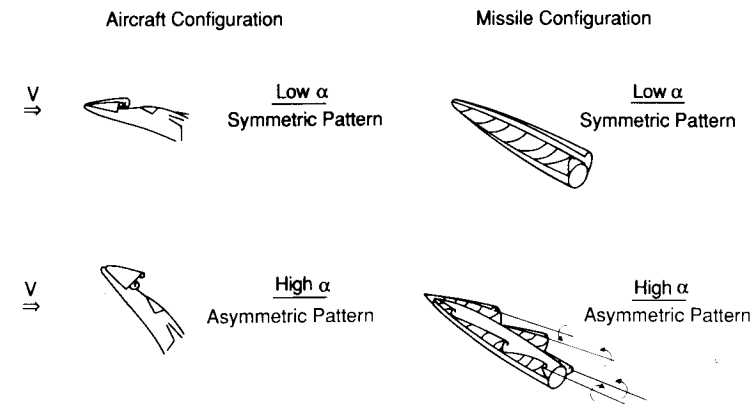 Aircraft Configuration
Missile Configuration
V
⇒
Low α
Symmetric Pattern
Low α
Symmetric Pattern
V
⇒
High α
Asymmetric Pattern
High α
Asymmetric Pattern